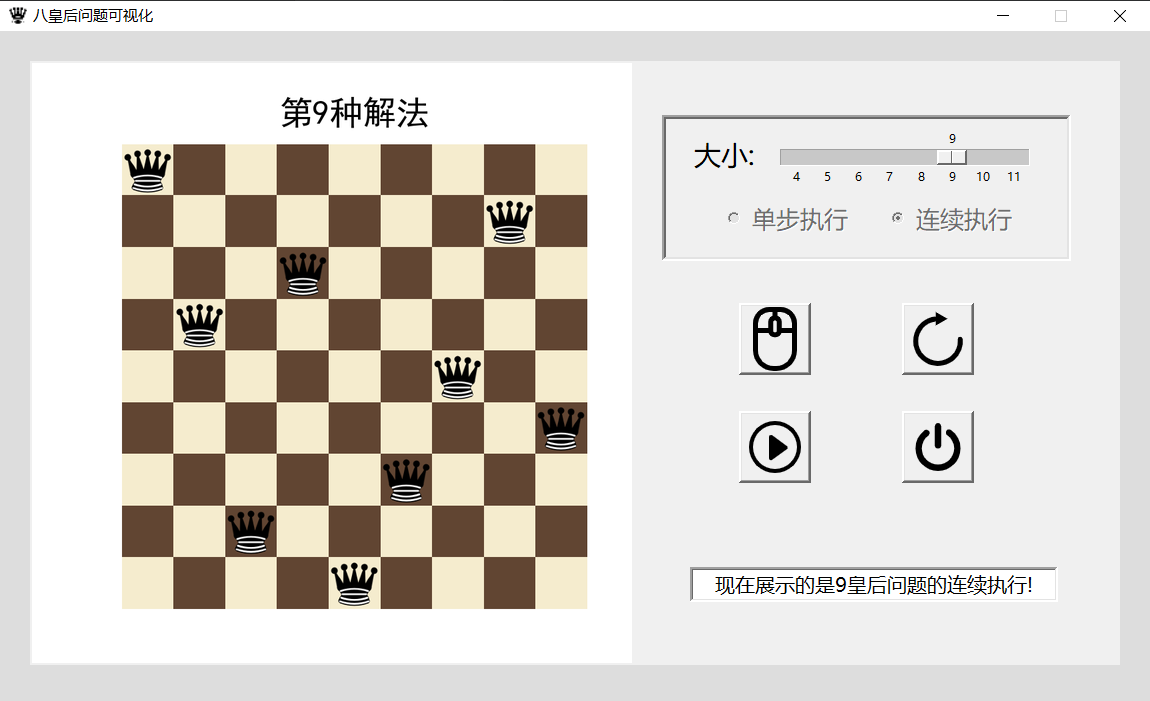 八皇后问题可视化
第9种解法
9
大小:
4 5 6 7 8 9 10 11
单步执行 连续执行
现在展示的是9皇后问题的连续执行!